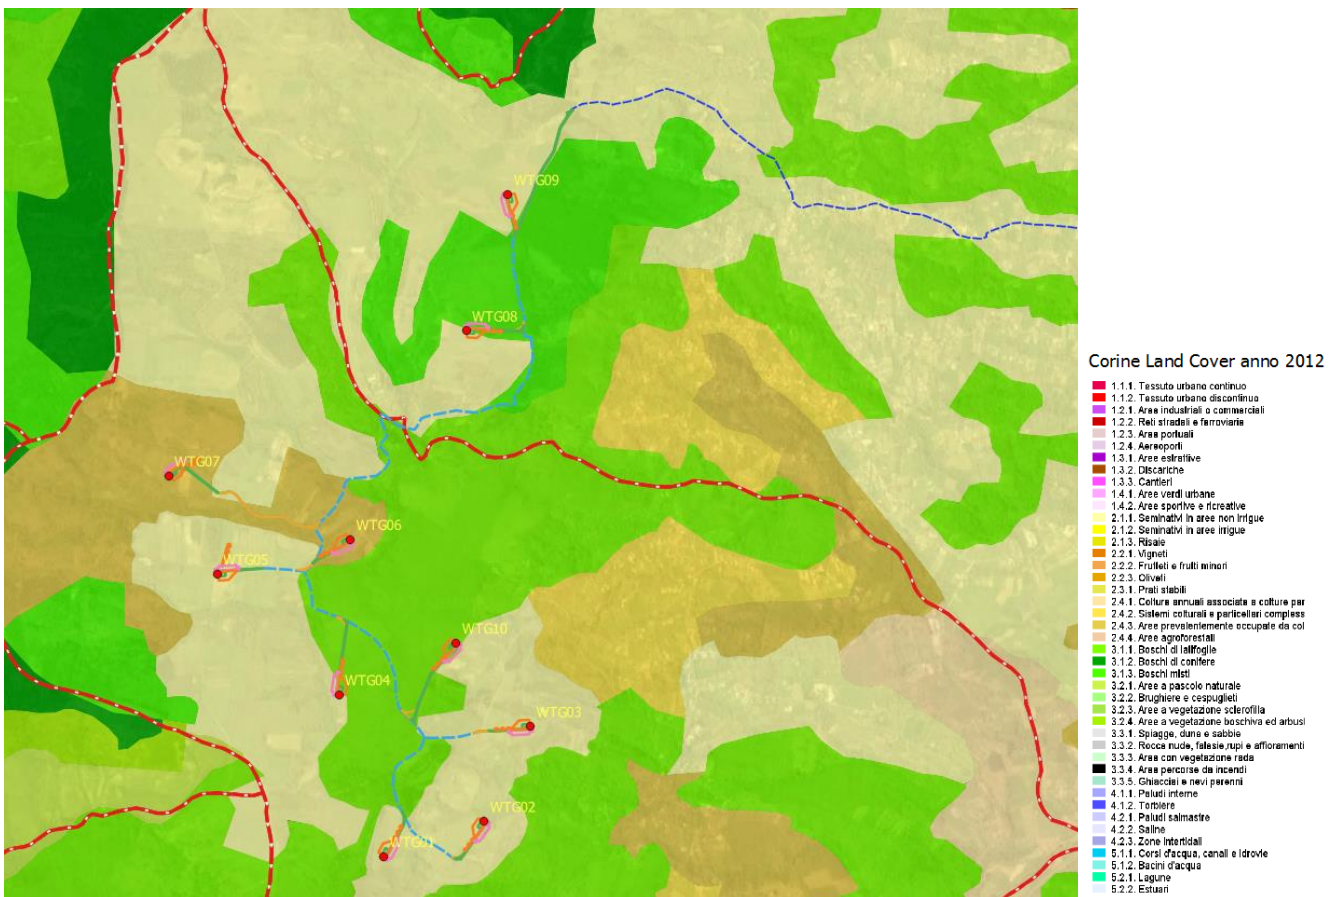 WTG09
WTG08
WTG07
WTG06
WTG05
WTG10
WTG04
WTG03
WTG02
WTG01
Corine Land Cover anno 2012
1.1.1. Tessuto urbano continuo
1.1.2. Tessuto urbano discontinuo
1.2.1. Aree industriali o commerciali
1.2.2. Reti stradali e ferroviarie
1.2.3. Aree portuali
1.2.4. Aereoporti
1.3.1. Aree estrattive
1.3.2. Discariche
1.3.3. Cantieri
1.4.1. Aree verdi urbane
1.4.2. Aree sportive e ricreative
2.1.1. Seminativi in aree non irrigue
2.1.2. Seminativi in aree irrigue
2.1.3. Risaie
2.2.1. Vigneti
2.2.2. Frutteti e frutti minori
2.2.3. Oliveti
2.3.1. Prati stabili
2.4.1. Colture annuali associate a colture per
2.4.2. Sistemi colturali e particellari compless
2.4.3. Aree prevalentemente occupate da col
2.4.4. Aree agroforestali
3.1.1. Boschi di latifoglie
3.1.2. Boschi di conifere
3.1.3. Boschi misti
3.2.1. Aree a pascolo naturale
3.2.2. Brughiere e cespuglieti
3.2.3. Aree a vegetazione sclerofilla
3.2.4. Aree a vegetazione boschiva ed arbusl
3.3.1. Spiagge, dune e sabbie
3.3.2. Rocce nude, falesie,rupi e affioramenti
3.3.3. Aree con vegetazione rada
3.3.4. Aree percorse da incendi
3.3.5. Ghiacciai e nevi perenni
4.1.1. Paludi interne
4.1.2. Torbiere
4.2.1. Paludi salmastre
4.2.2. Saline
4.2.3. Zone intertidali
5.1.1. Corsi d'acqua, canali e idrovie
5.1.2. Bacini d'acqua
5.2.1. Lagune
5.2.2. Estuari